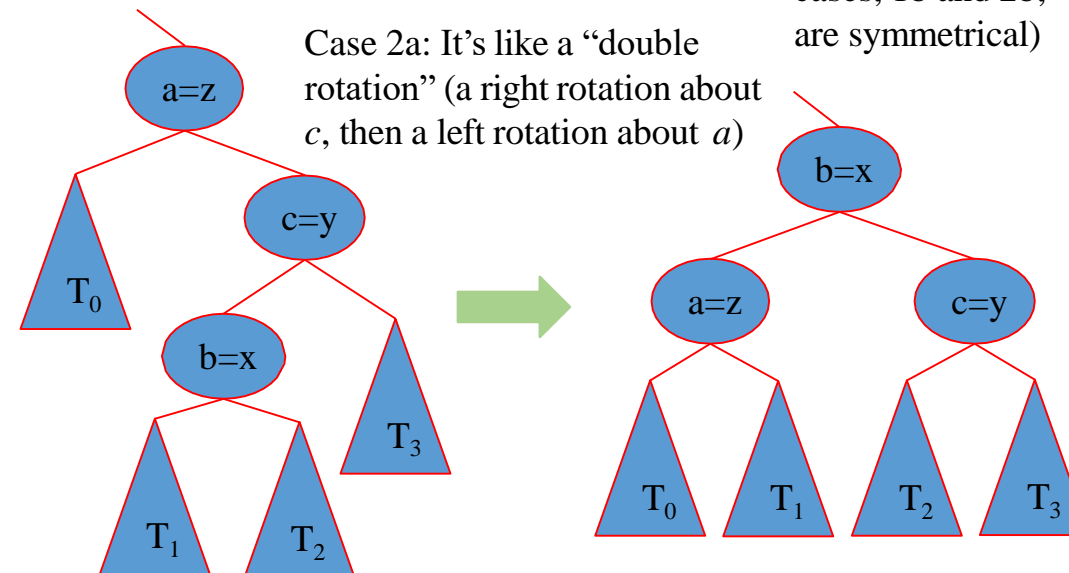 cases, 1b and 2b,
are symmetrical)
Case 2a: It’s like a “double
rotation” (a right rotation about
c, then a left rotation about a)
a=z
c=y
T0
b=x
T3
T1
T2
b=x
a=z
c=y
T0
T1
T2
T3